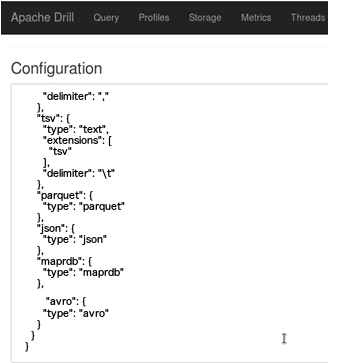 Apache Drill Query Profiles Storage Metrics Threads
Configuration
"delimiter": ","
},
"tsv": {
"type": "text",
"extensions": [
"tsv"
],
"delimiter": "\t"
},
"parquet": {
"type": "parquet"
},
"json": {
"type": "json"
},
"maprdb": {
"type": "maprdb"
},
"avro": {
"type": "avro"
}
}
}